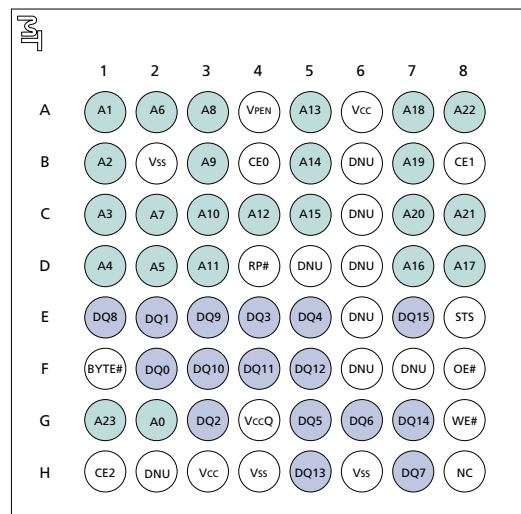 1 2 3 4 5 6 7 8
A A1 A6 A8 VPEN A13 VCC A18 A22
B A2 VSS A9 CE0 A14 DNU A19 CE1
C A3 A7 A10 A12 A15 DNU A20 A21
D A4 A5 A11 RP# DNU DNU A16 A17
E DQ8 DQ1 DQ9 DQ3 DQ4 DNU DQ15 STS
F BYTE# DQ0 DQ10 DQ11 DQ12 DNU DNU OE#
G A23 A0 DQ2 VCCQ DQ5 DQ6 DQ14 WE#
H CE2 DNU VCC VSS DQ13 VSS DQ7 NC